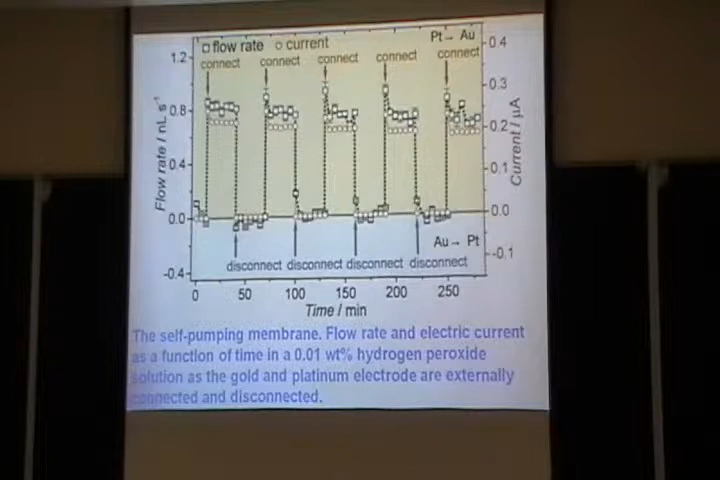 □ flow rate ○ current
Pt→ Au
connect connect connect connect connect
1.2
0.8
0.4
0.0
-0.4
Flow rate / nL s⁻¹
0.4
0.3
0.2
0.1
0.0
-0.1
Current / µA
Au→ Pt
disconnect disconnect disconnect disconnect
0 50 100 150 200 250
Time / min
The self-pumping membrane. Flow rate and electric current
as a function of time in a 0.01 wt% hydrogen peroxide
solution as the gold and platinum electrode are externally
connected and disconnected.